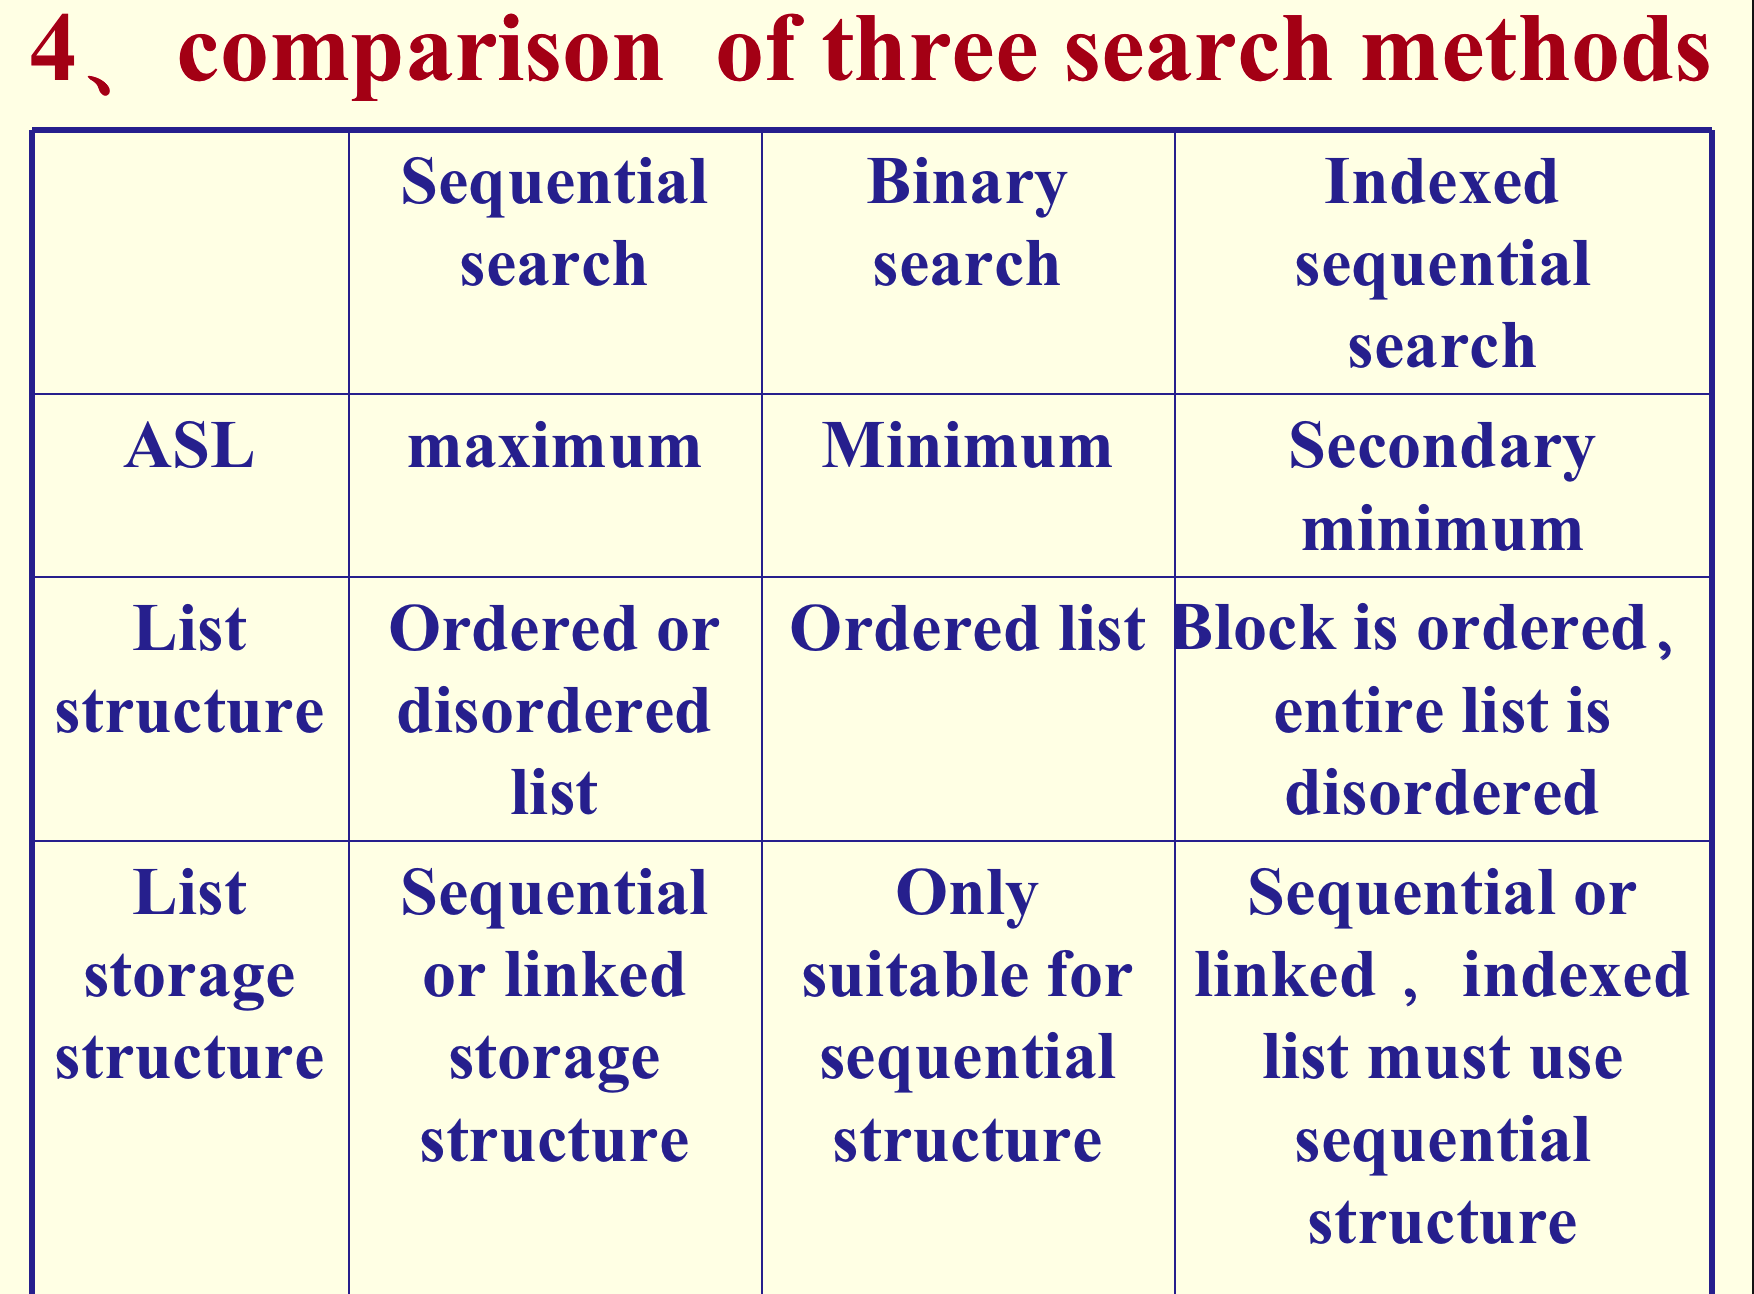 4、 comparison of three search methods
Sequential
search
Binary
search
Indexed
sequential
search
ASL
maximum
Minimum
Secondary
minimum
List
structure
Ordered or
disordered
list
Ordered list
Block is ordered，
entire list is
disordered
List
storage
structure
Sequential
or linked
storage
structure
Only
suitable for
sequential
structure
Sequential or
linked ， indexed
list must use
sequential
structure